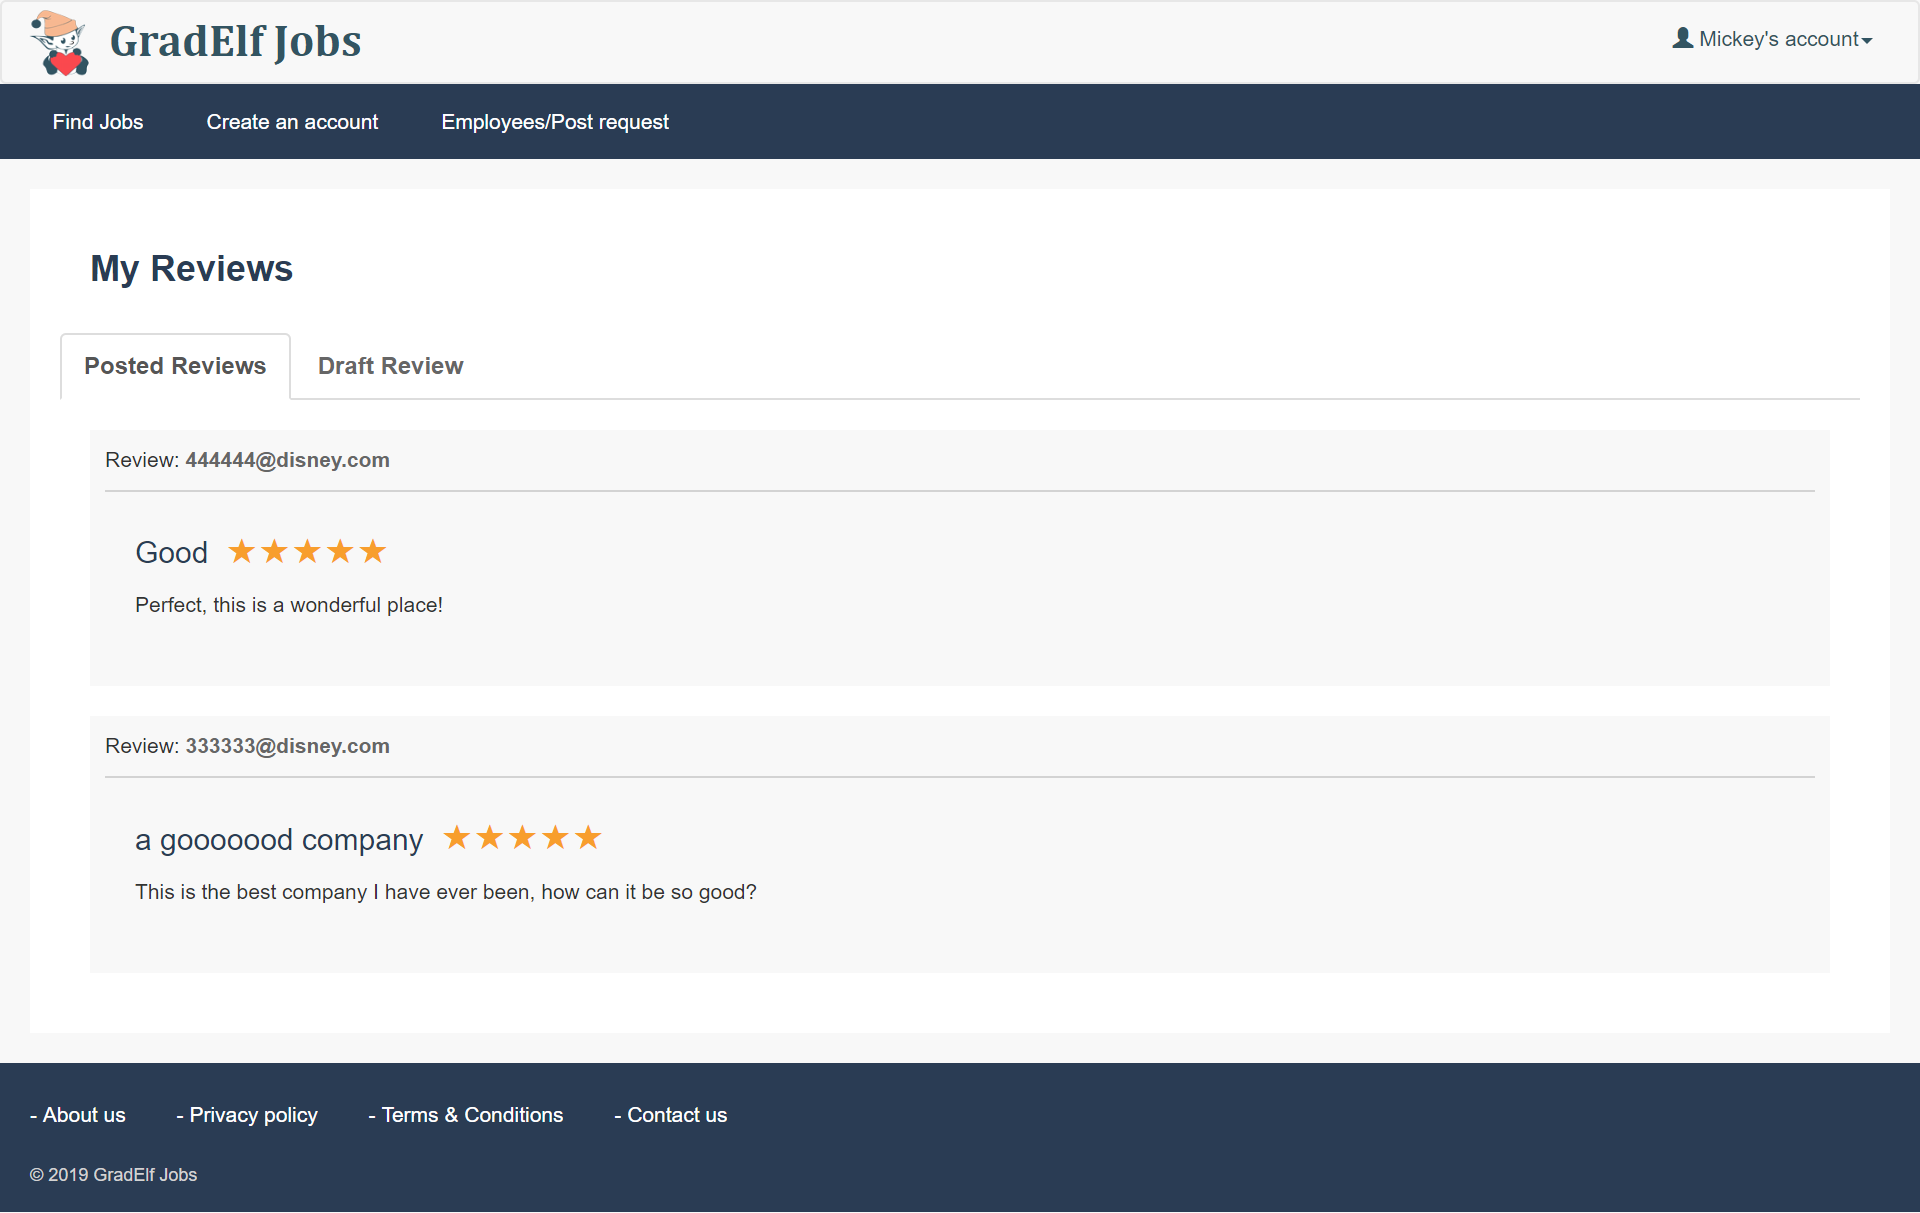 GradElf Jobs
Mickey's account
Find Jobs
Create an account
Employees/Post request
My Reviews
Posted Reviews
Draft Review
Review: 444444@disney.com
Good ★★★★★
Perfect, this is a wonderful place!
Review: 333333@disney.com
a gooooood company ★★★★★
This is the best company I have ever been, how can it be so good?
- About us
- Privacy policy
- Terms & Conditions
- Contact us
© 2019 GradElf Jobs